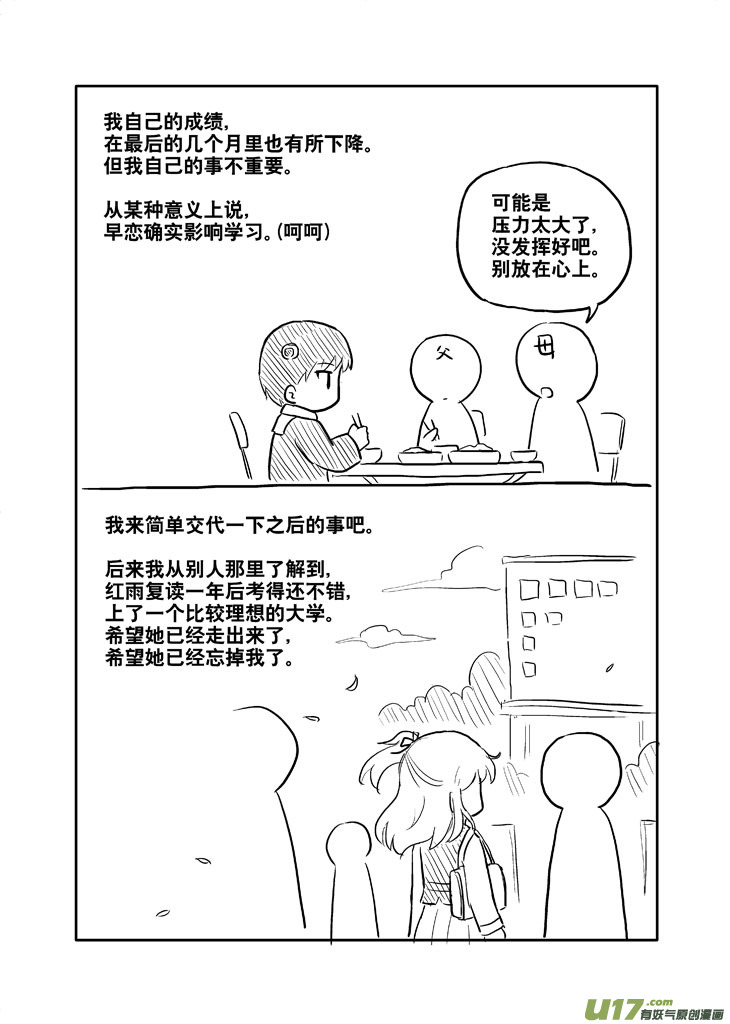 我自己的成绩，
在最后的几个月里也有所下降。
但我自己的事不重要。
从某种意义上说，
早恋确实影响学习。(呵呵)
可能是
压力太大了，
没发挥好吧。
别放在心上。
父
母
我来简单交代一下之后的事吧。
后来我从别人那里了解到，
红雨复读一年后考得还不错，
上了一个比较理想的大学。
希望她已经走出来了，
希望她已经忘掉我了。
U17.com
有妖气原创漫画